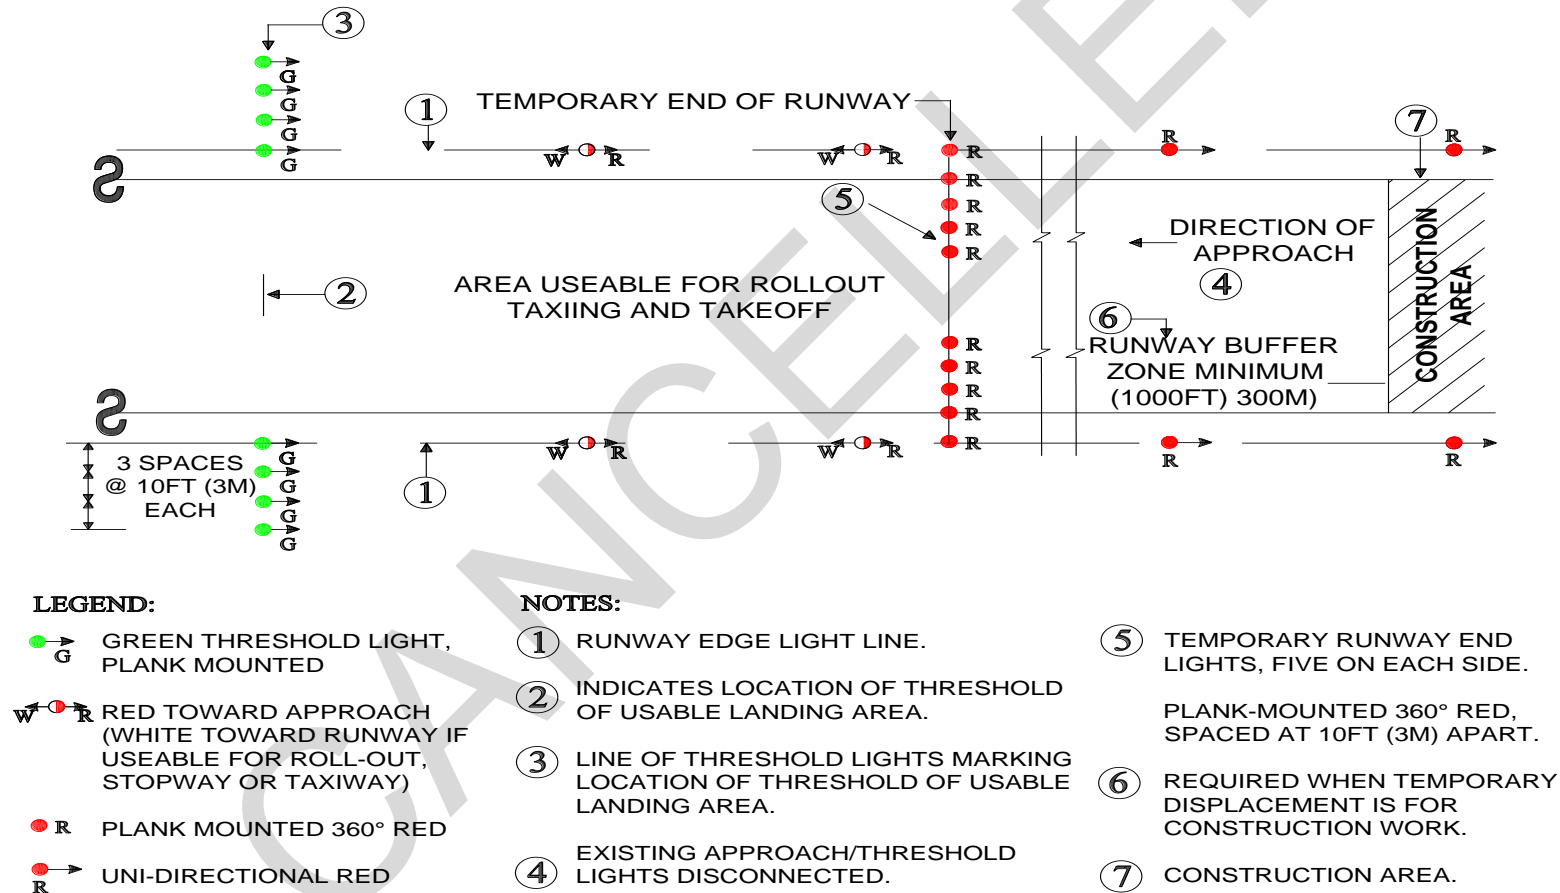 3
G
G
G
G
1
TEMPORARY END OF RUNWAY
7
W R
W R
R
R
R
R
R
R
R
S
5
DIRECTION OF
APPROACH
4
CONSTRUCTION
AREA
2
AREA USEABLE FOR ROLLOUT
TAXIING AND TAKEOFF
6
RUNWAY BUFFER
ZONE MINIMUM
(1000FT) 300M)
R
R
R
R
R
S
3 SPACES
@ 10FT (3M)
EACH
G
G
G
G
1
W R
W R
R
R
CANCELLE
LEGEND:
G
GREEN THRESHOLD LIGHT,
PLANK MOUNTED
W R
RED TOWARD APPROACH
(WHITE TOWARD RUNWAY IF
USEABLE FOR ROLL-OUT,
STOPWAY OR TAXIWAY)
R PLANK MOUNTED 360° RED
R
UNI-DIRECTIONAL RED
NOTES:
1 RUNWAY EDGE LIGHT LINE.
2 INDICATES LOCATION OF THRESHOLD
OF USABLE LANDING AREA.
3 LINE OF THRESHOLD LIGHTS MARKING
LOCATION OF THRESHOLD OF USABLE
LANDING AREA.
4 EXISTING APPROACH/THRESHOLD
LIGHTS DISCONNECTED.
5 TEMPORARY RUNWAY END
LIGHTS, FIVE ON EACH SIDE.
PLANK-MOUNTED 360° RED,
SPACED AT 10FT (3M) APART.
6 REQUIRED WHEN TEMPORARY
DISPLACEMENT IS FOR
CONSTRUCTION WORK.
7 CONSTRUCTION AREA.